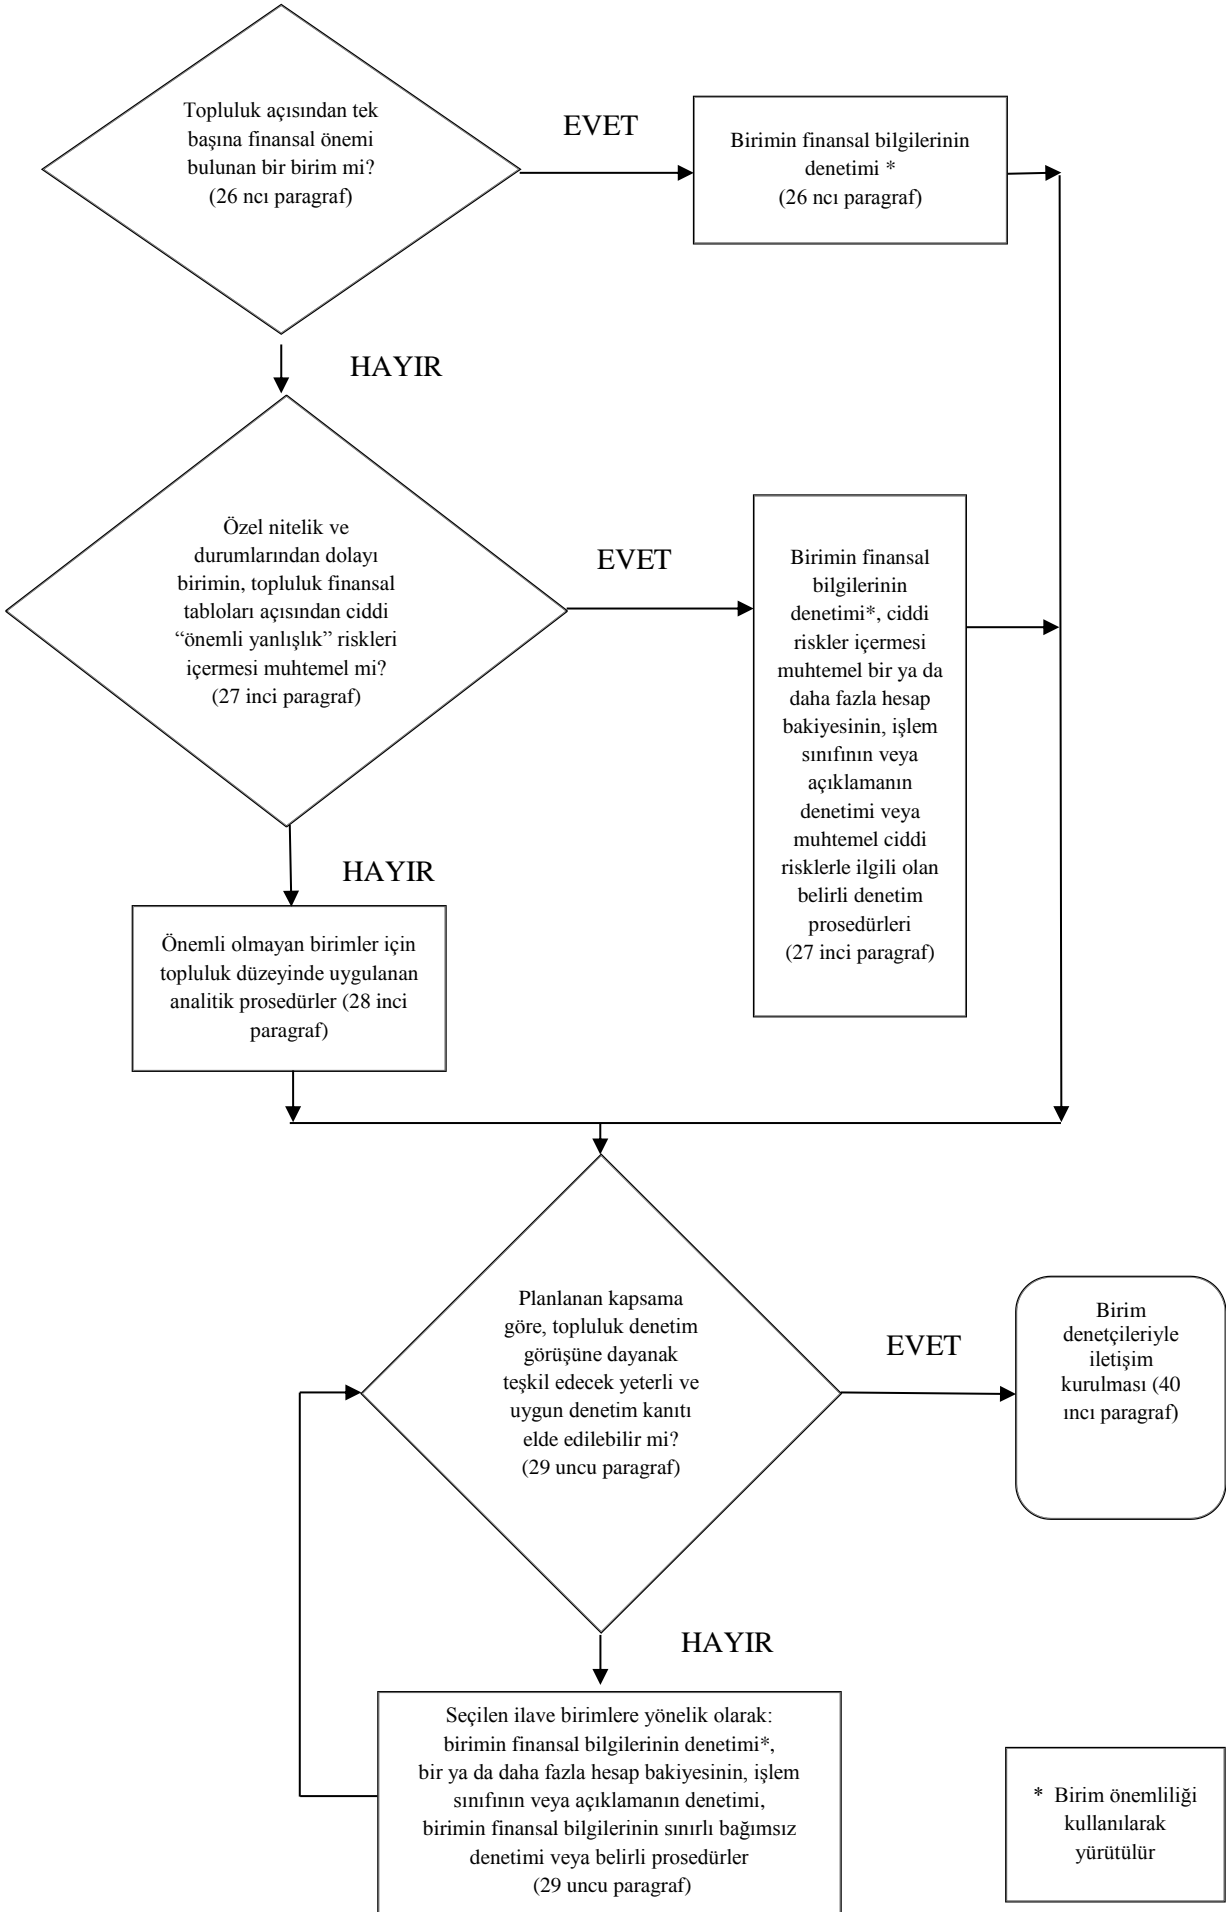 Topluluk açısından tek
başına finansal önemi
bulunan bir birim mi?
(26 ncı paragraf)
EVET
Birimin finansal bilgilerinin
denetimi *
(26 ncı paragraf)
HAYIR
Özel nitelik ve
durumlarından dolayı
birimin, topluluk finansal
tabloları açısından ciddi
“önemli yanlışlık” riskleri
içermesi muhtemel mi?
(27 inci paragraf)
EVET
Birimin finansal
bilgilerinin
denetimi*, ciddi
riskler içermesi
muhtemel bir ya da
daha fazla hesap
bakiyesinin, işlem
sınıfının veya
açıklamanın
denetimi veya
muhtemel ciddi
risklerle ilgili olan
belirli denetim
prosedürleri
(27 inci paragraf)
HAYIR
Önemli olmayan birimler için
topluluk düzeyinde uygulanan
analitik prosedürler (28 inci
paragraf)
Planlanan kapsama
göre, topluluk denetim
görüşüne dayanak
teşkil edecek yeterli ve
uygun denetim kanıtı
elde edilebilir mi?
(29 uncu paragraf)
EVET
Birim
denetçileriyle
iletişim
kurulması (40
ıncı paragraf)
HAYIR
Seçilen ilave birimlere yönelik olarak:
birimin finansal bilgilerinin denetimi*,
bir ya da daha fazla hesap bakiyesinin, işlem
sınıfının veya açıklamanın denetimi,
birimin finansal bilgilerinin sınırlı bağımsız
denetimi veya belirli prosedürler
(29 uncu paragraf)
* Birim önemliliği
kullanılarak
yürütülür